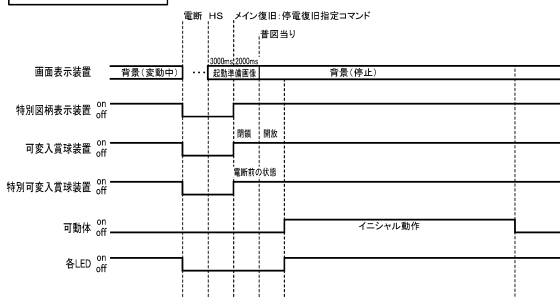 電断 HS メイン復旧:停電復旧指定コマンド
普図当り
3000ms 2000ms
画面表示装置 背景(変動中) … 起動準備画像 背景(停止)
特別図柄表示装置 on off
閉鎖 開放
可変入賞球装置 on off
電断前の状態
特別可変入賞球装置 on off
可動体 on off イニシャル動作
各LED on off